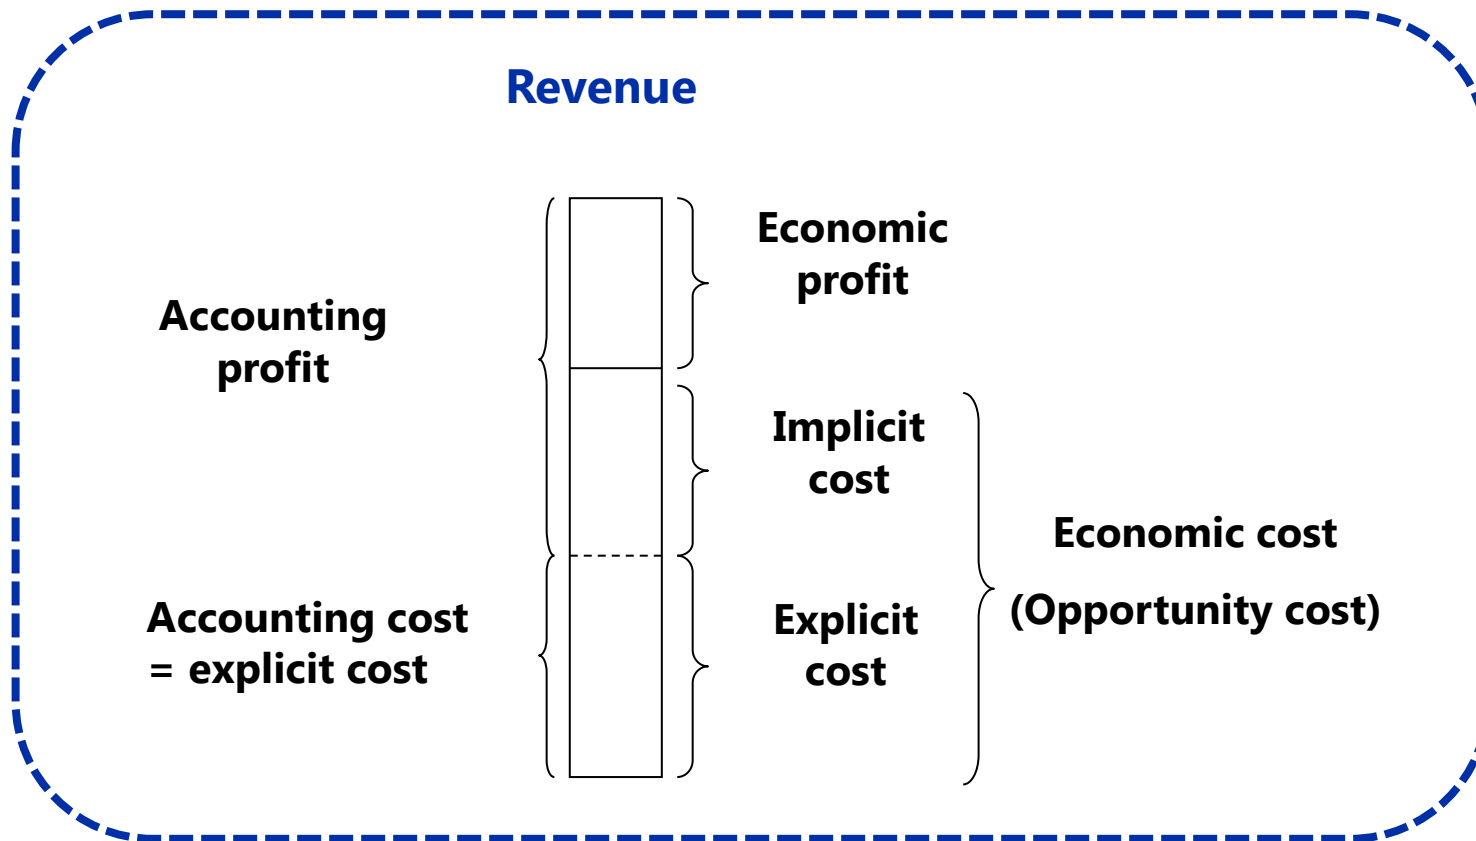 Revenue
Accounting
profit
Accounting cost
= explicit cost
Economic
profit
Implicit
cost
Explicit
cost
Economic cost
(Opportunity cost)